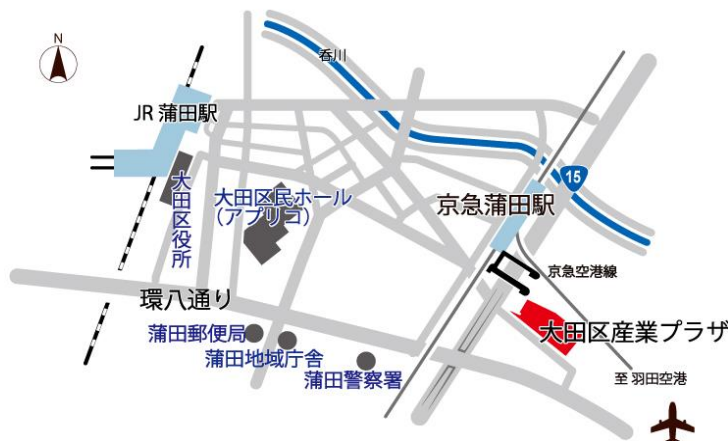 N
呑川
JR 蒲田駅
15
大田区民ホール
(アプリコ)
京急蒲田駅
大田区役所
京急空港線
環八通り
大田区産業プラザ
蒲田郵便局
蒲田地域庁舎
蒲田警察署
至 羽田空港